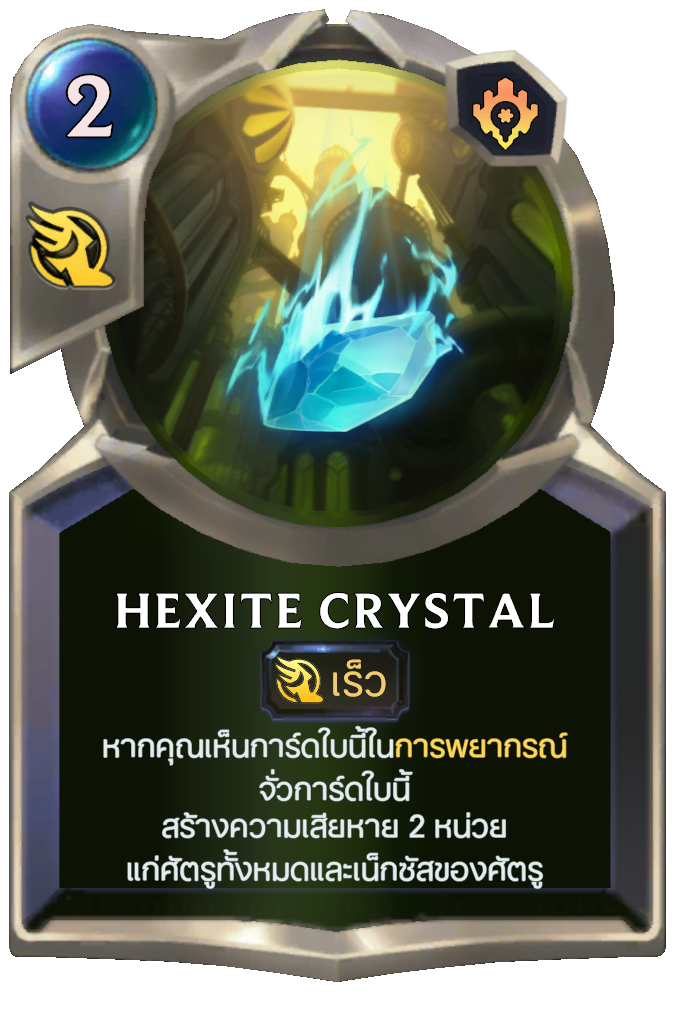 2
HEXITE CRYSTAL
เร็ว
หากคุณเห็นการ์ดใบนี้ในการพยากรณ์
จั่วการ์ดใบนี้
สร้างความเสียหาย 2 หน่วย
แก่ศัตรูทั้งหมดและเน็กซัสของศัตรู